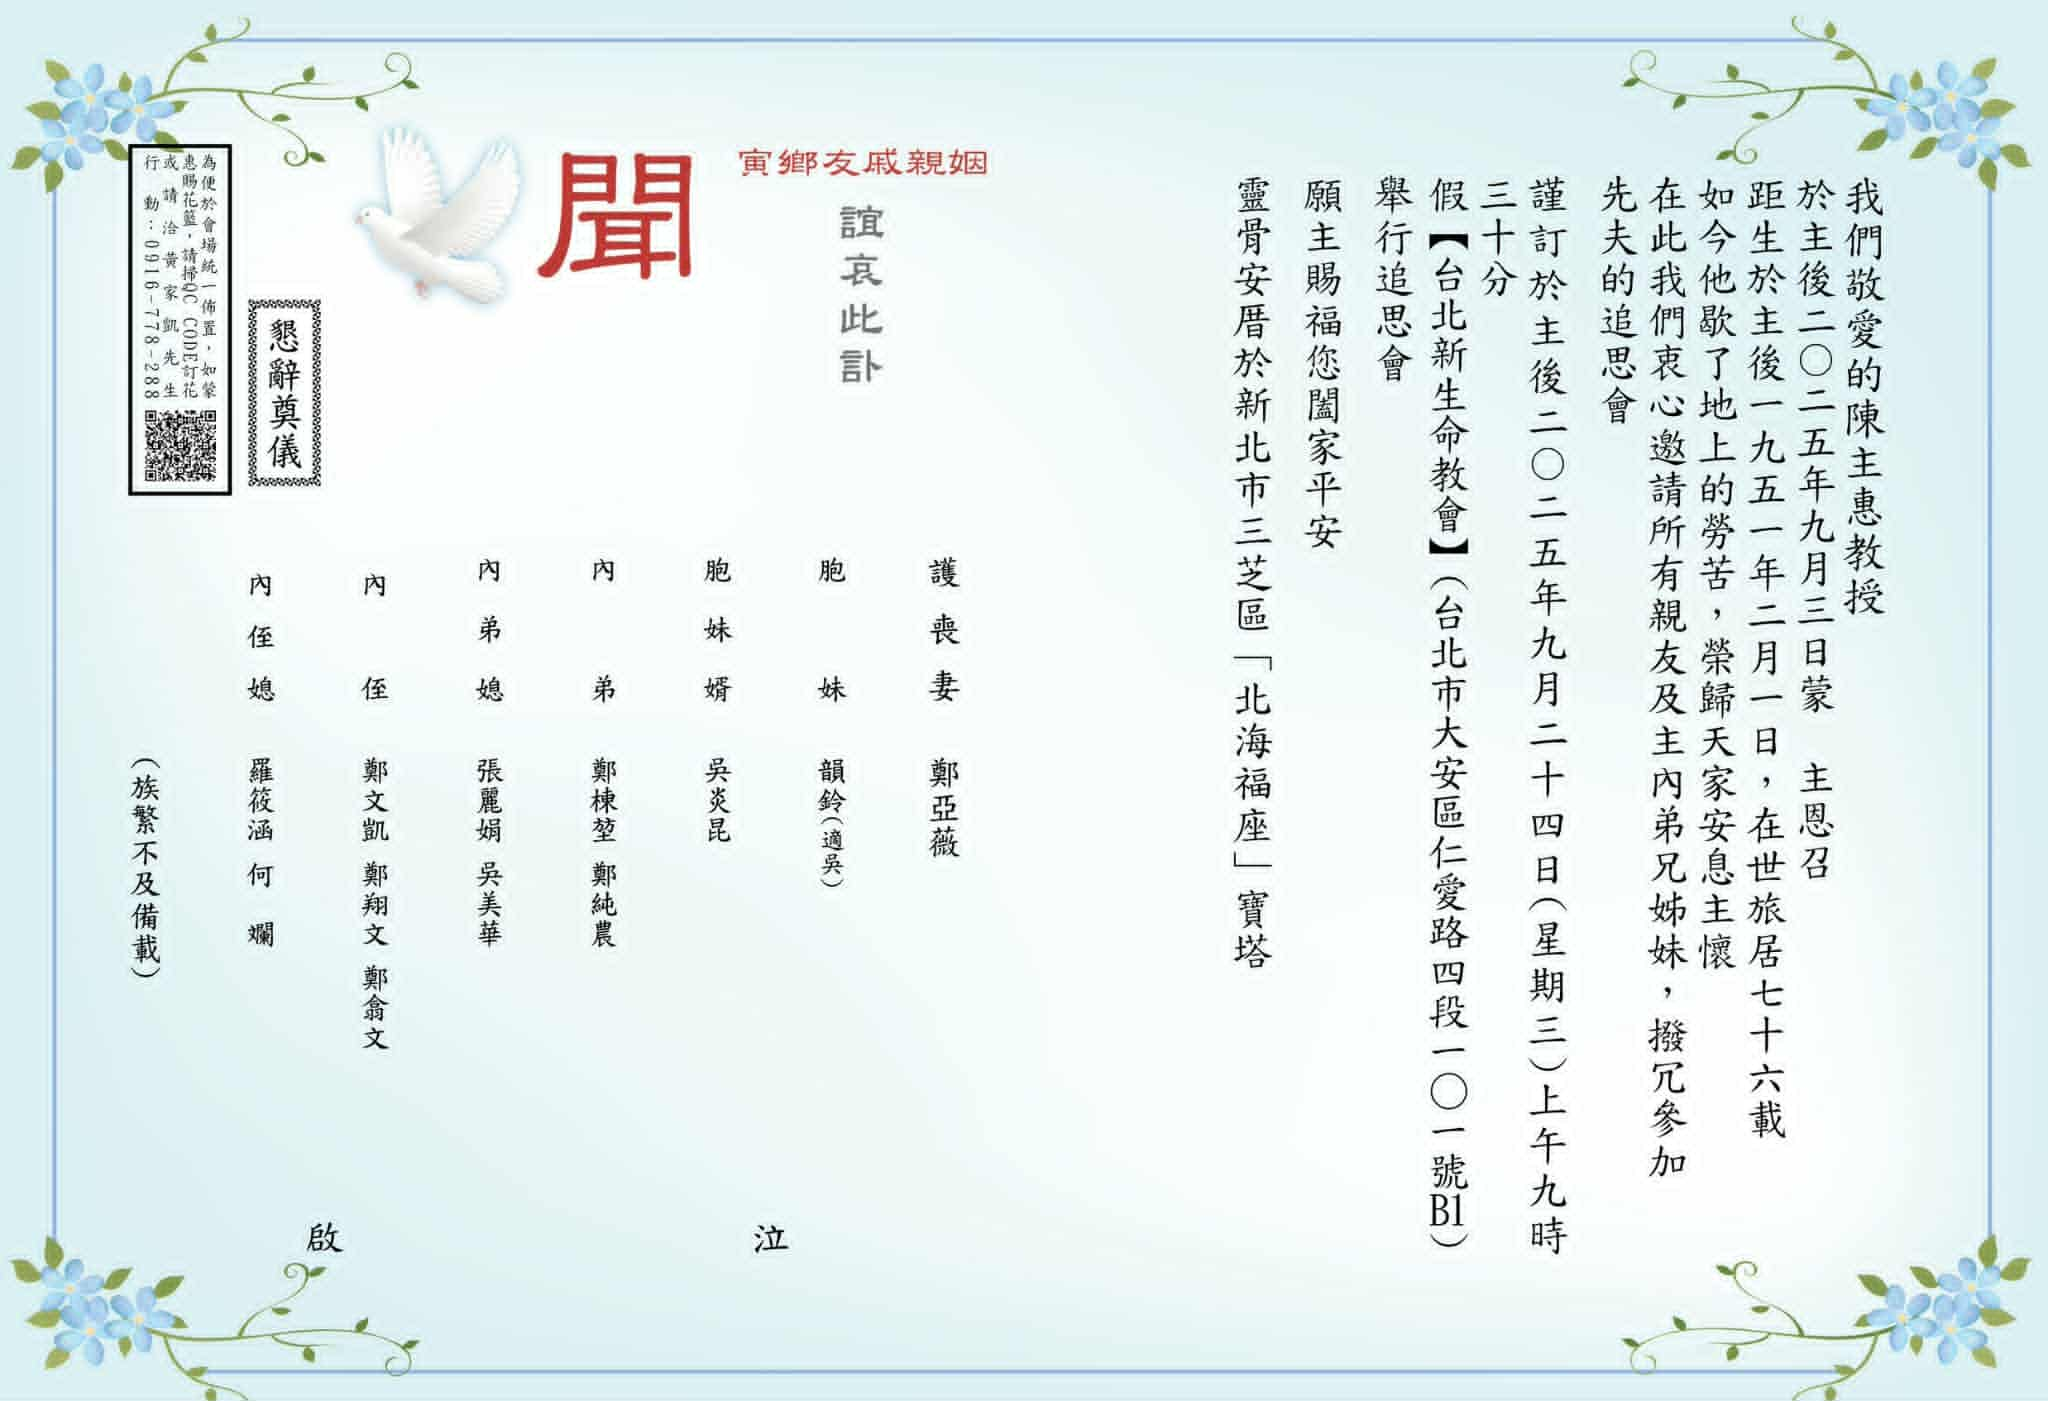 我們敬愛的陳主惠教授
於主後二〇二五年九月三日蒙　主恩召
距生於主後一九五一年二月一日，在世旅居七十六載
如今他歇了地上的勞苦，榮歸天家安息主懷
在此我們衷心邀請所有親友及主內弟兄姊妹，撥冗參加
先夫的追思會
謹訂於主後二〇二五年九月二十四日(星期三)上午九時
三十分
假【台北新生命教會】(台北市大安區仁愛路四段一〇一號B1)
舉行追思會
願主賜福您闔家平安
靈骨安厝於新北市三芝區「北海福座」寶塔
寅鄉友戚親姻
誼哀此訃
聞
護喪妻　鄭亞薇
胞妹　韻鈴(適吳)
胞妹婿　吳炎昆
內弟　鄭棟堃　鄭純農
內弟媳　張麗娟　吳美華
內侄　鄭文凱　鄭翔文　鄭翕文
內侄媳　羅筱涵　何斕
(族繁不及備載)
泣
啟
懇辭奠儀
為便於會場統一佈置，如蒙
惠賜花籃，請掃QC CODE訂花
或請洽黃家凱先生
行動：0916-778-288